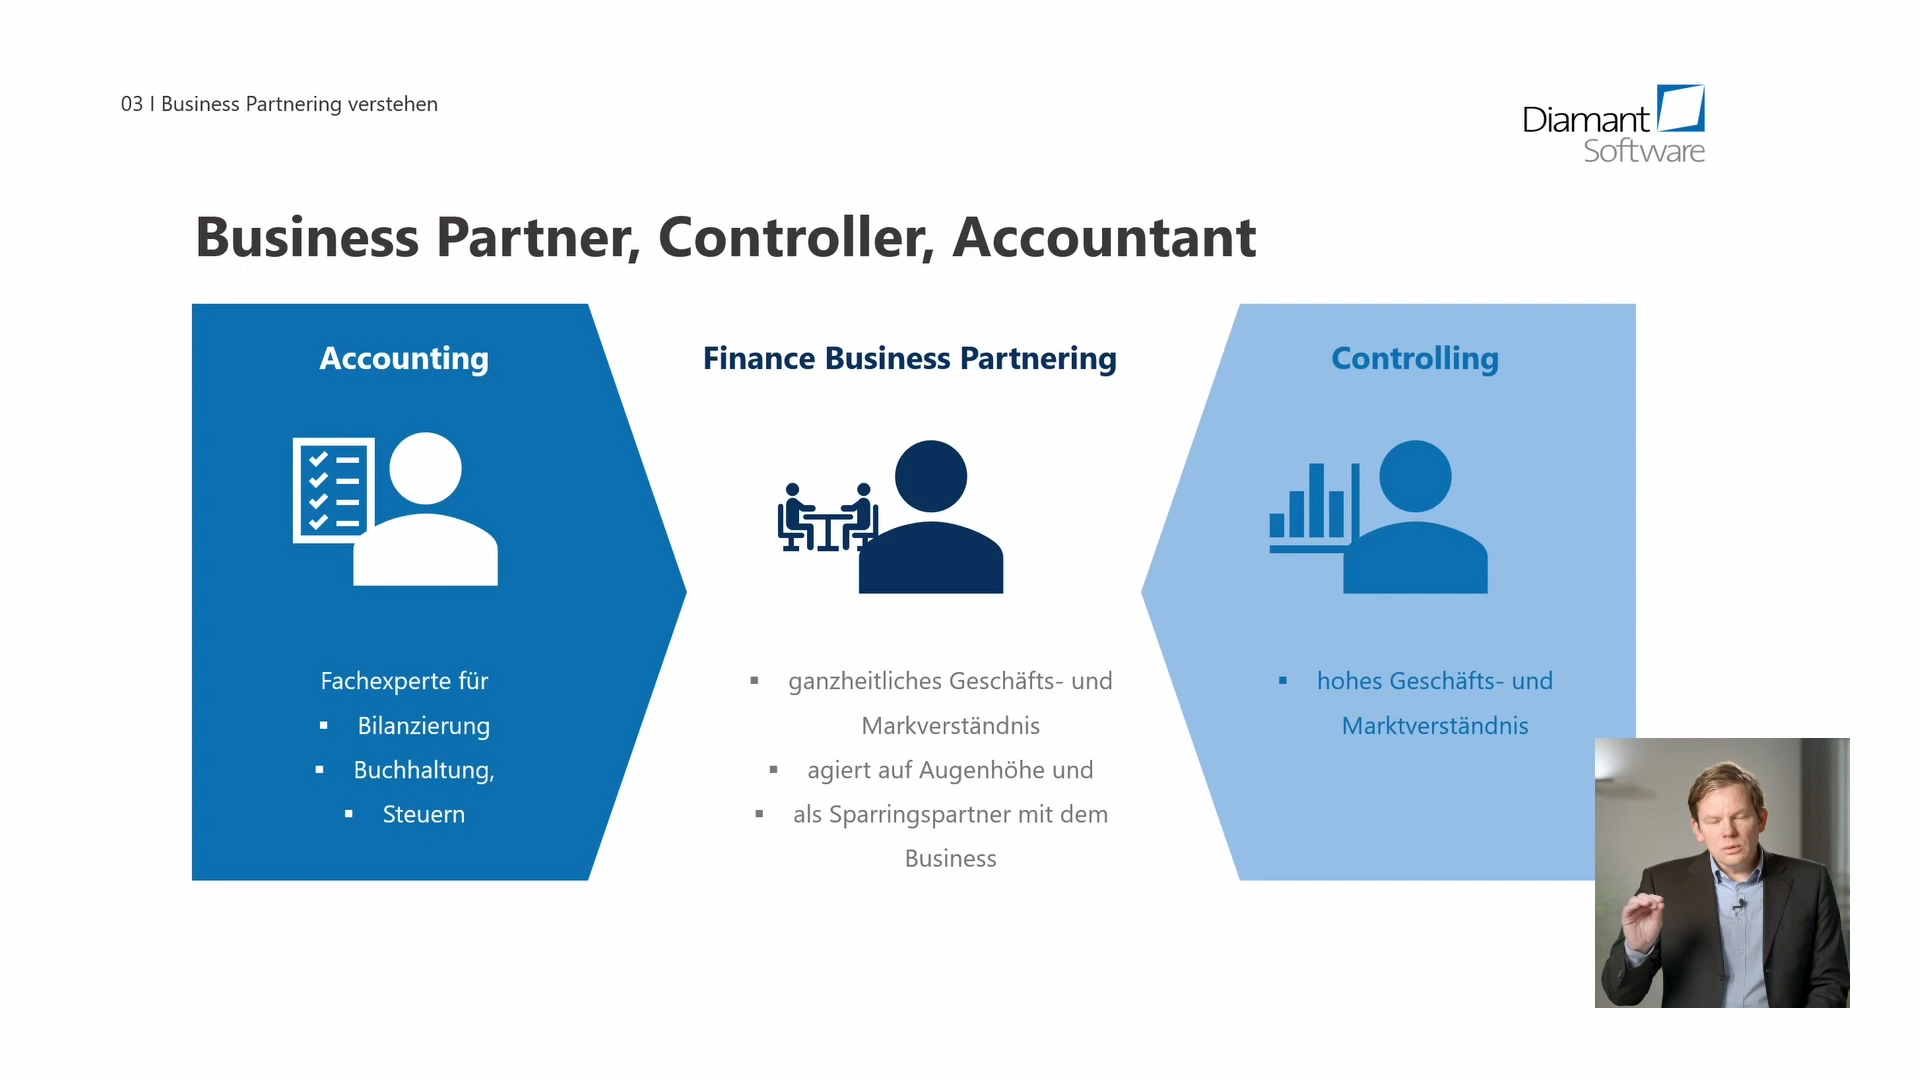 03 I Business Partnering verstehen
Diamant
Software
Business Partner, Controller, Accountant
Accounting
Fachexperte für
▪ Bilanzierung
▪ Buchhaltung,
▪ Steuern
Finance Business Partnering
▪ ganzheitliches Geschäfts- und
Markverständnis
▪ agiert auf Augenhöhe und
▪ als Sparringspartner mit dem
Business
Controlling
▪ hohes Geschäfts- und
Marktverständnis